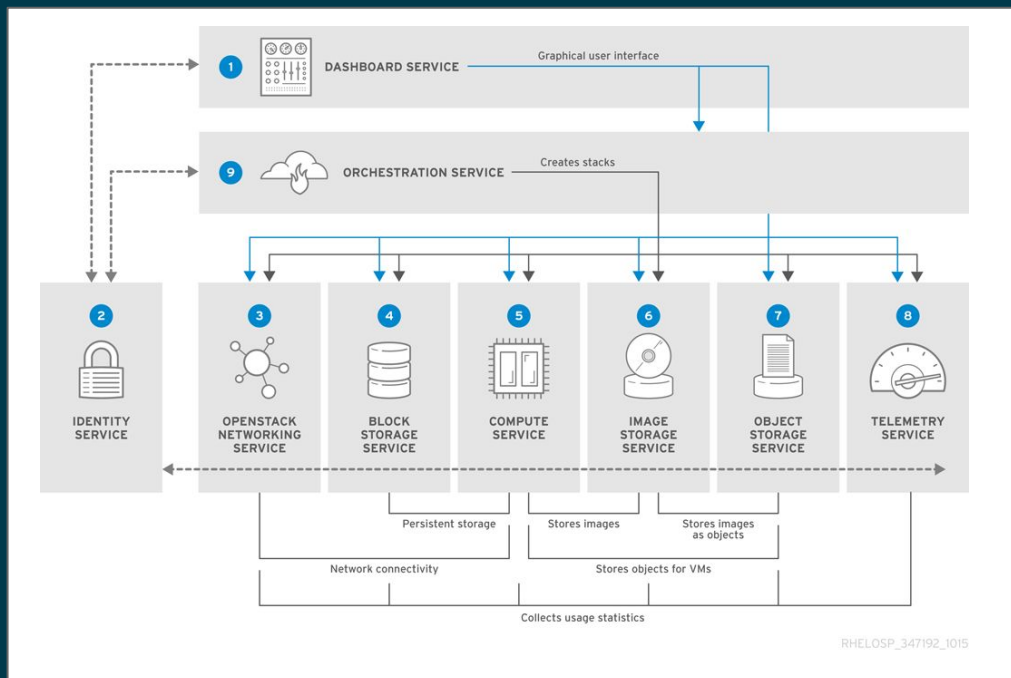 1
DASHBOARD SERVICE
Graphical user interface
9
ORCHESTRATION SERVICE
Creates stacks
2
IDENTITY
SERVICE
3
OPENSTACK
NETWORKING
SERVICE
4
BLOCK
STORAGE
SERVICE
5
COMPUTE
SERVICE
6
IMAGE
STORAGE
SERVICE
7
OBJECT
STORAGE
SERVICE
8
TELEMETRY
SERVICE
Persistent storage
Stores images
Stores images
as objects
Network connectivity
Stores objects for VMs
Collects usage statistics
RHELOSP_347192_1015